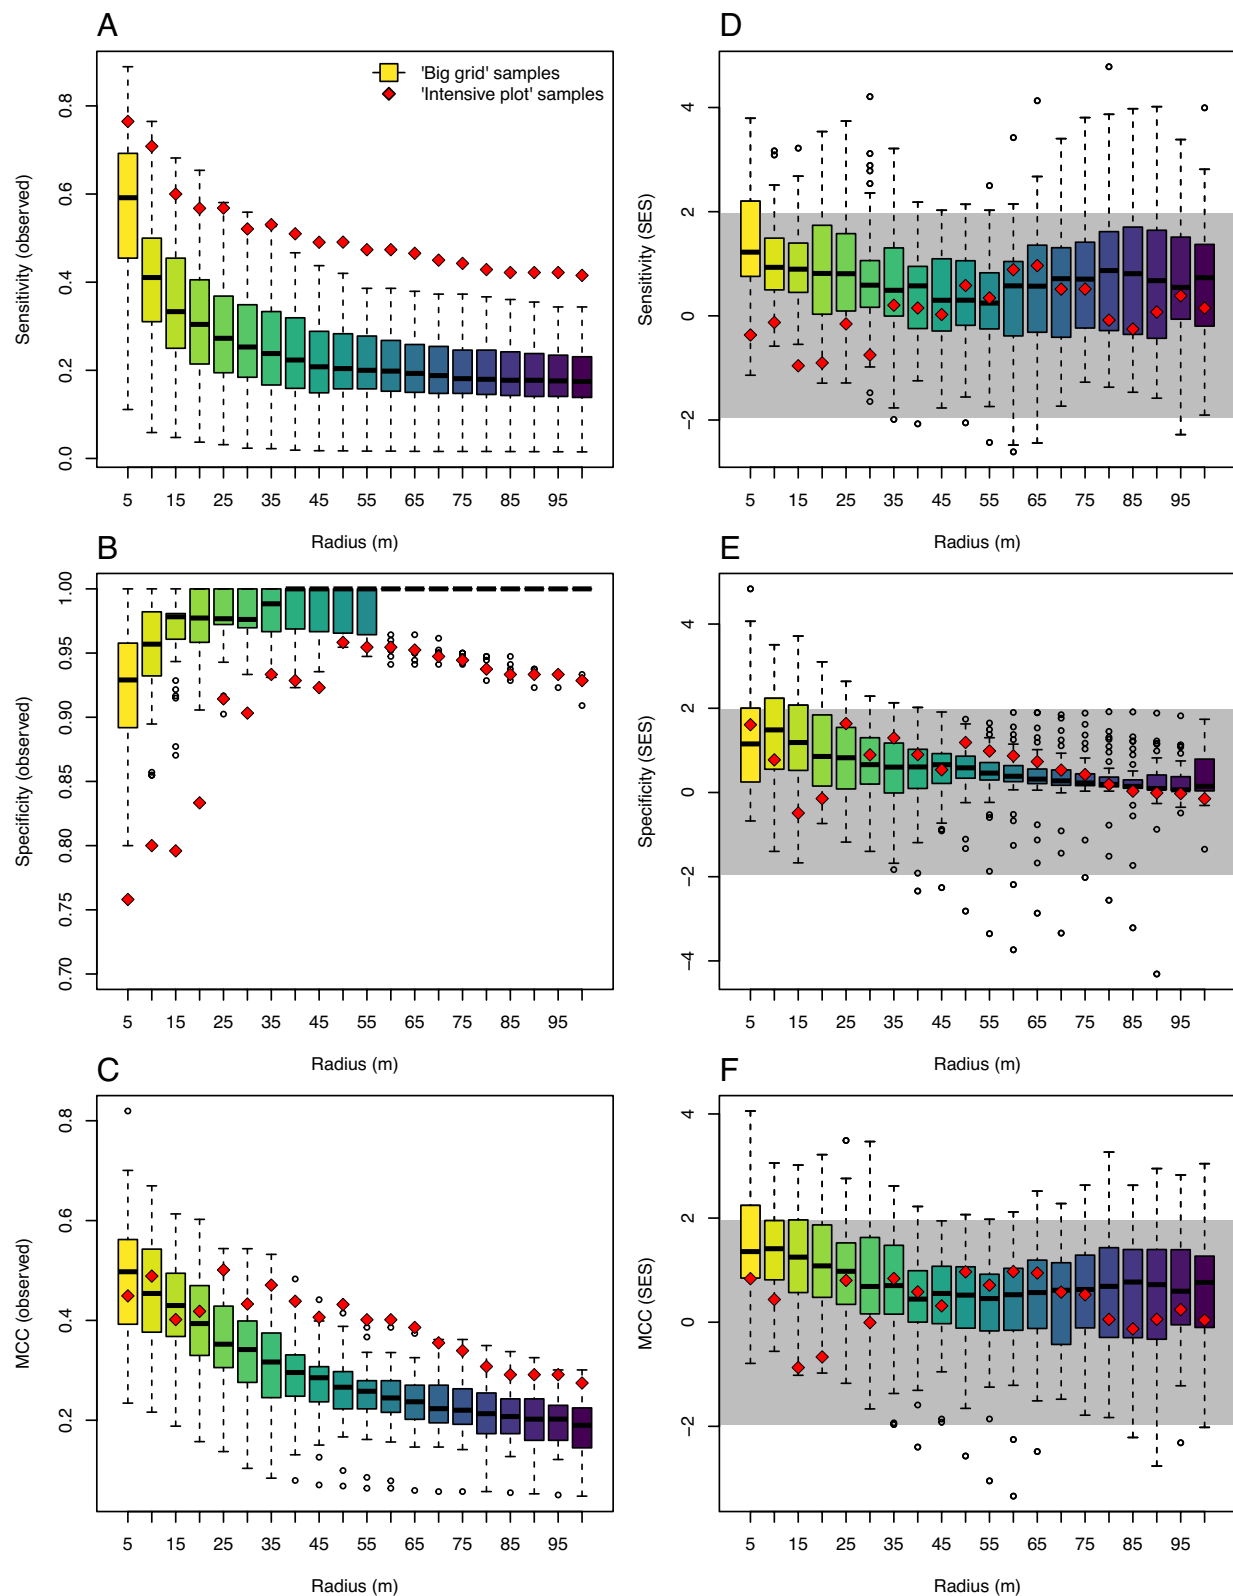 A
Sensitivity (observed)
0.0 0.2 0.4 0.6 0.8
'Big grid' samples
'Intensive plot' samples
5 15 25 35 45 55 65 75 85 95
Radius (m)
D
Sensitivity (SES)
−2 0 2 4
5 15 25 35 45 55 65 75 85 95
Radius (m)
B
Specificity (observed)
0.70 0.75 0.80 0.85 0.90 0.95 1.00
5 15 25 35 45 55 65 75 85 95
Radius (m)
E
Specificity (SES)
−4 −2 0 2 4
5 15 25 35 45 55 65 75 85 95
Radius (m)
C
MCC (observed)
0.2 0.4 0.6 0.8
5 15 25 35 45 55 65 75 85 95
Radius (m)
F
MCC (SES)
−2 0 2 4
5 15 25 35 45 55 65 75 85 95
Radius (m)